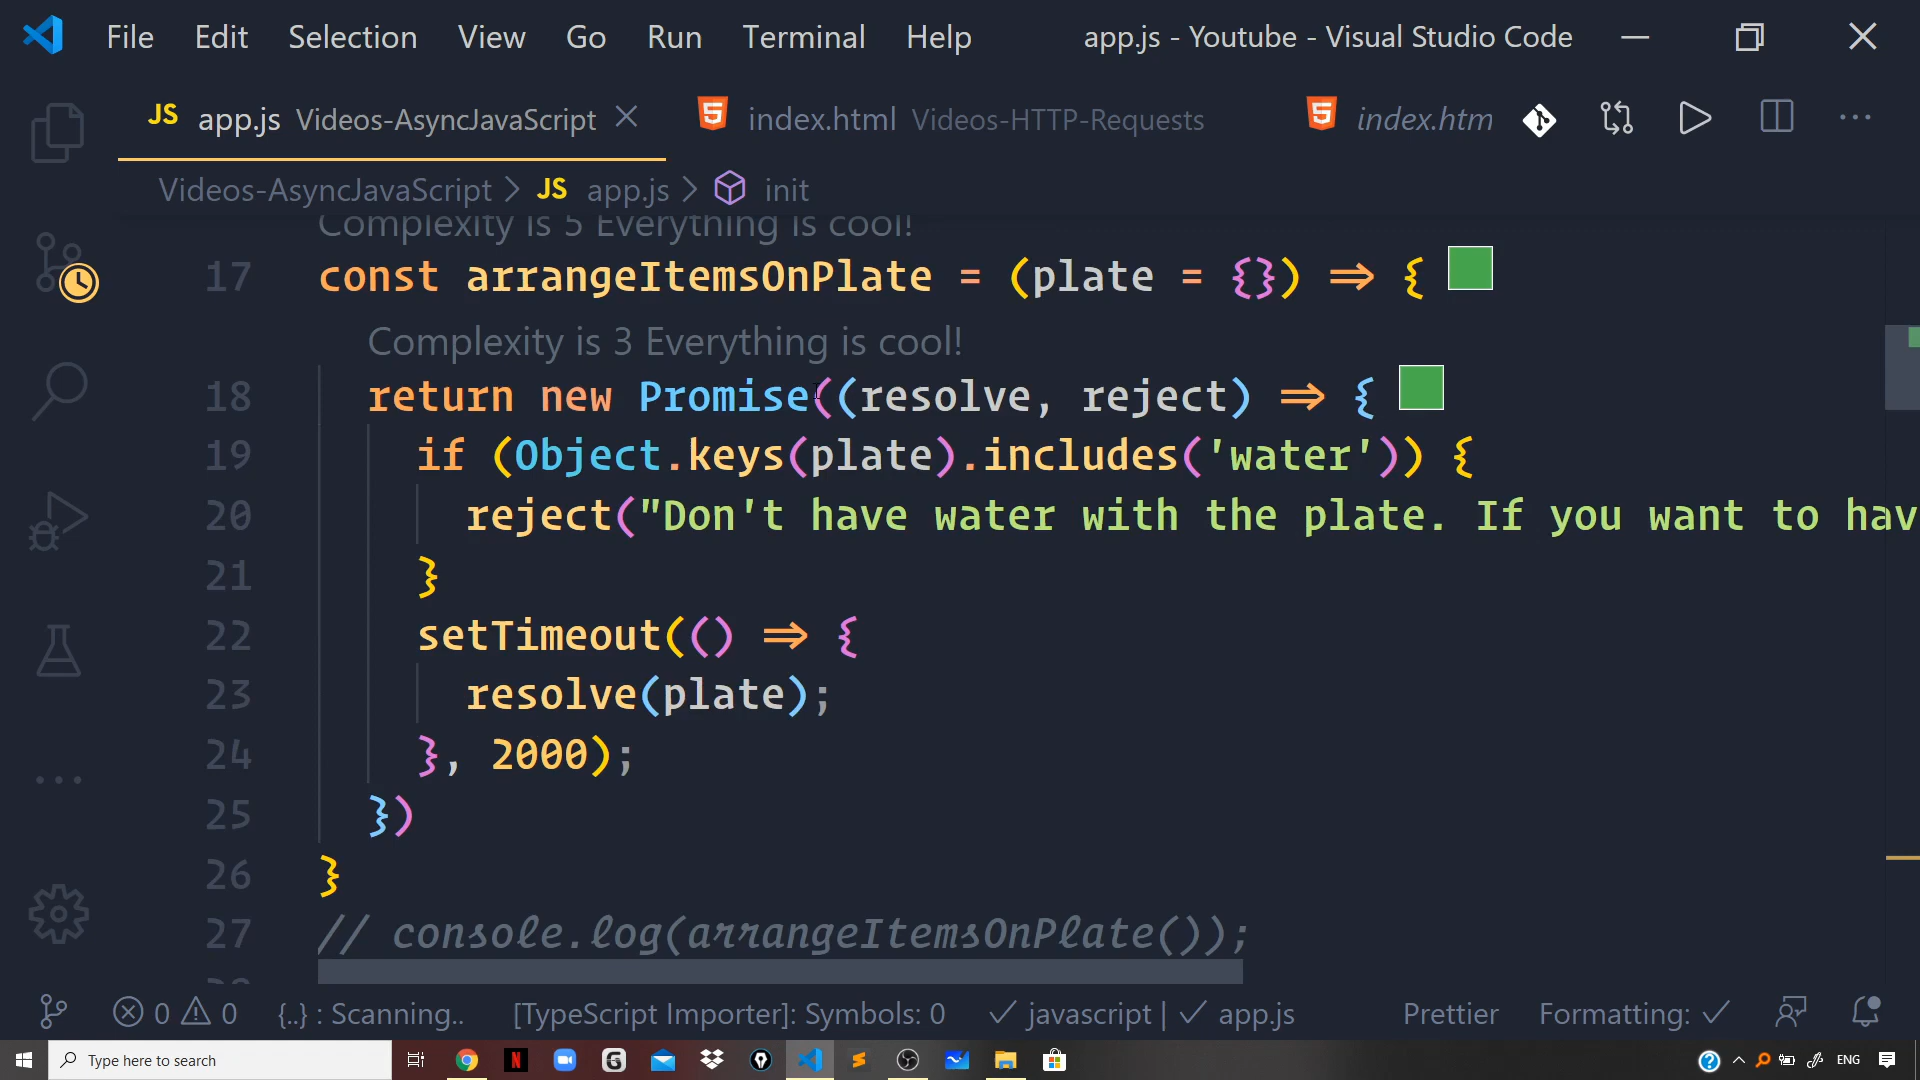 File Edit Selection View Go Run Terminal Help app.js - Youtube - Visual Studio Code
JS app.js Videos-AsyncJavaScript index.html Videos-HTTP-Requests index.htm
Videos-AsyncJavaScript > JS app.js > init
Complexity is 5 Everything is cool!
17 const arrangeItemsOnPlate = (plate = {}) => {
Complexity is 3 Everything is cool!
18 return new Promise((resolve, reject) => {
19 if (Object.keys(plate).includes('water')) {
20 reject("Don't have water with the plate. If you want to hav
21 }
22 setTimeout(() => {
23 resolve(plate);
24 }, 2000);
25 })
26 }
27 // console.log(arrangeItemsOnPlate());
0 0 {..} : Scanning.. [TypeScript Importer]: Symbols: 0 ✓ javascript | ✓ app.js Prettier Formatting: ✓
Type here to search ENG